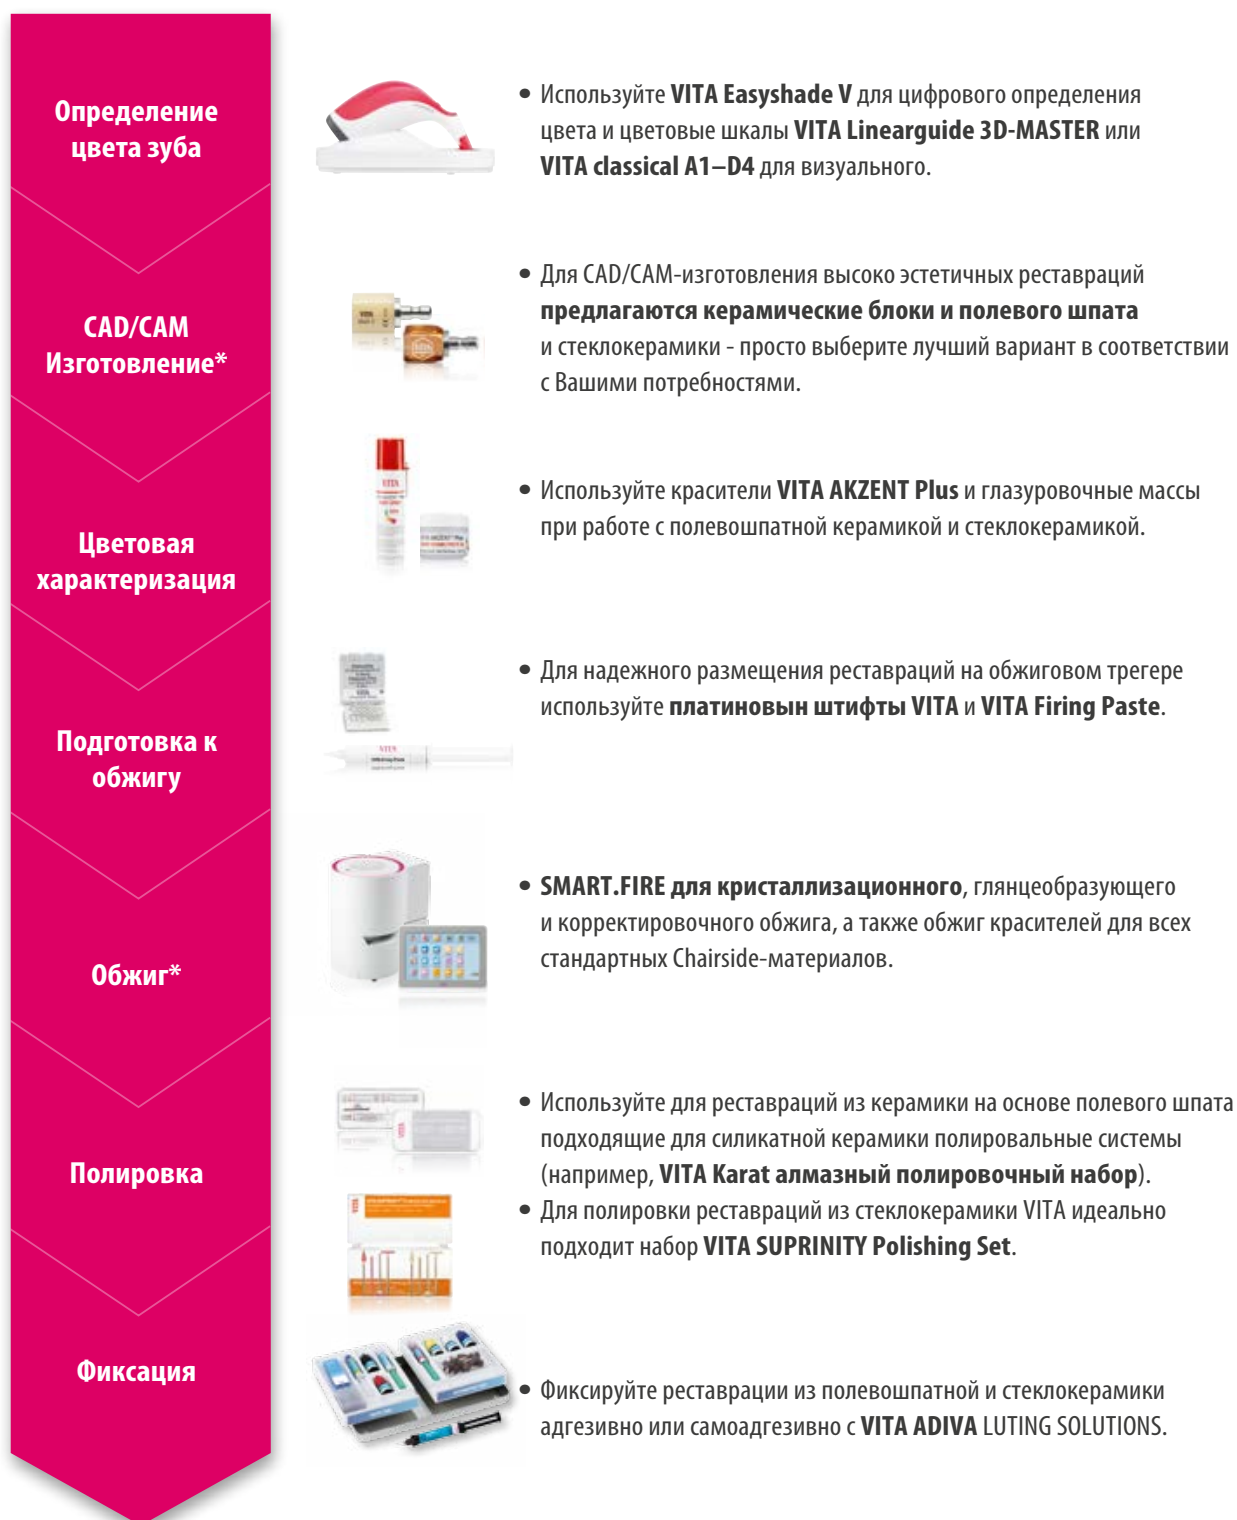 Определение
цвета зуба
• Используйте VITA Easyshade V для цифрового определения
цвета и цветовые шкалы VITA Linearguide 3D-MASTER или
VITA classical A1–D4 для визуального.
CAD/CAM
Изготовление*
• Для CAD/CAM-изготовления высоко эстетичных реставраций
предлагаются керамические блоки и полевого шпата
и стеклокерамики - просто выберите лучший вариант в соответствии
с Вашими потребностями.
VITA
Цветовая
характеризация
VITA
• Используйте красители VITA AKZENT Plus и глазуровочные массы
при работе с полевошпатной керамикой и стеклокерамикой.
Подготовка к
обжигу
VITA
VITA
• Для надежного размещения реставраций на обжиговом трегере
используйте платиновын штифты VITA и VITA Firing Paste.
Обжиг*
• SMART.FIRE для кристаллизационного, глянцеобразующего
и корректировочного обжига, а также обжиг красителей для всех
стандартных Chairside-материалов.
Полировка
VITA
VITA
• Используйте для реставраций из керамики на основе полевого шпата
подходящие для силикатной керамики полировальные системы
(например, VITA Karat алмазный полировочный набор).
• Для полировки реставраций из стеклокерамики VITA идеально
подходит набор VITA SUPRINITY Polishing Set.
Фиксация
• Фиксируйте реставрации из полевошпатной и стеклокерамики
адгезивно или самоадгезивно с VITA ADIVA LUTING SOLUTIONS.